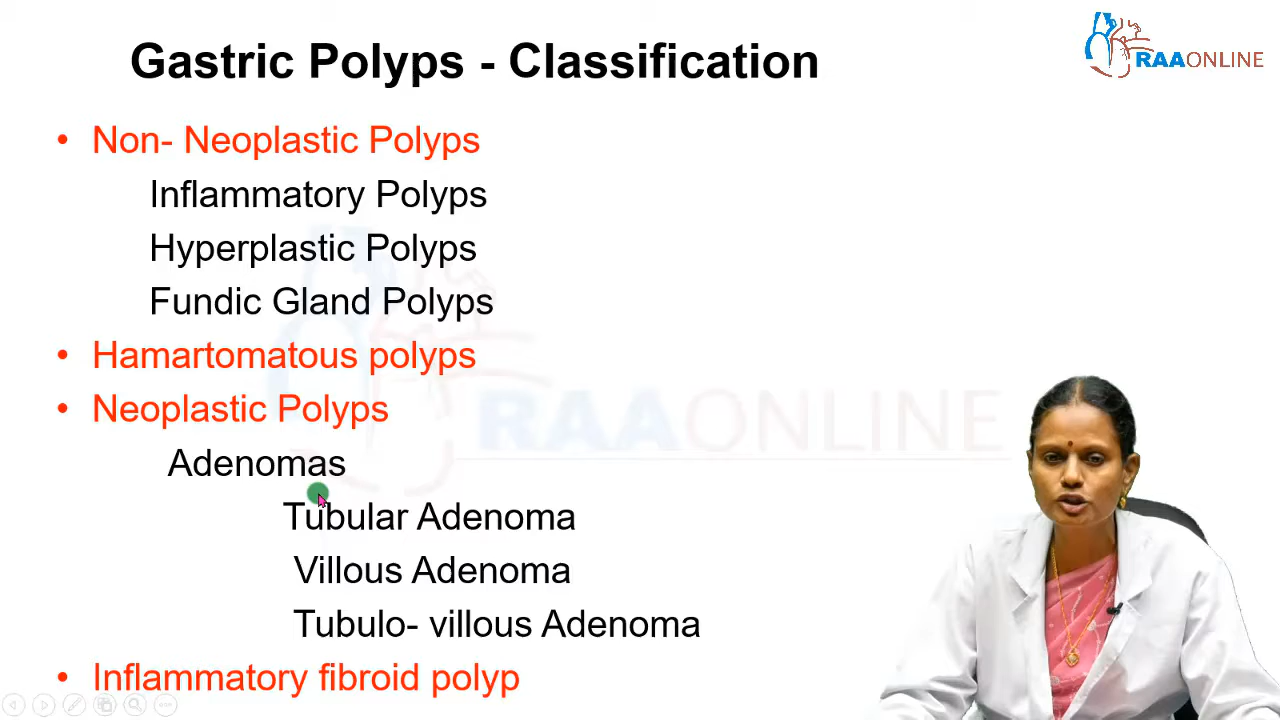 Gastric Polyps - Classification
RAAONLINE
• Non- Neoplastic Polyps
Inflammatory Polyps
Hyperplastic Polyps
Fundic Gland Polyps
• Hamartomatous polyps
• Neoplastic Polyps
RAAONLINE
Adenomas
Tubular Adenoma
Villous Adenoma
Tubulo- villous Adenoma
• Inflammatory fibroid polyp